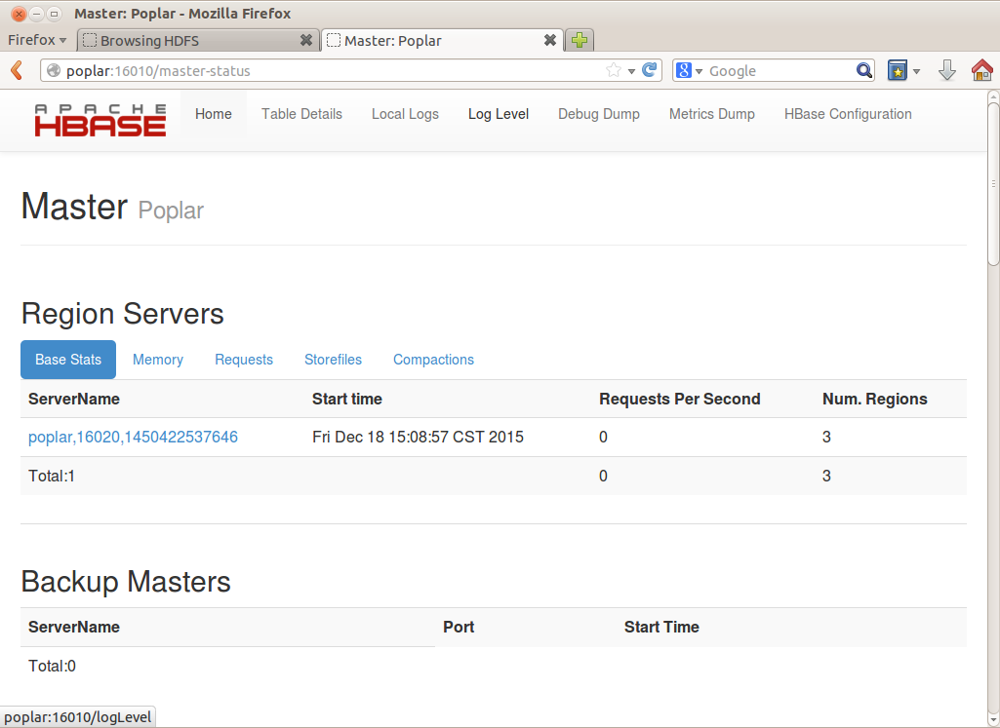 Master: Poplar - Mozilla Firefox
Firefox Browsing HDFS Master: Poplar
poplar:16010/master-status Google
APACHE
HBASE
Home Table Details Local Logs Log Level Debug Dump Metrics Dump HBase Configuration
Master Poplar
Region Servers
Base Stats Memory Requests Storefiles Compactions
ServerName Start time Requests Per Second Num. Regions
poplar,16020,1450422537646 Fri Dec 18 15:08:57 CST 2015 0 3
Total:1 0 3
Backup Masters
ServerName Port Start Time
Total:0
poplar:16010/logLevel